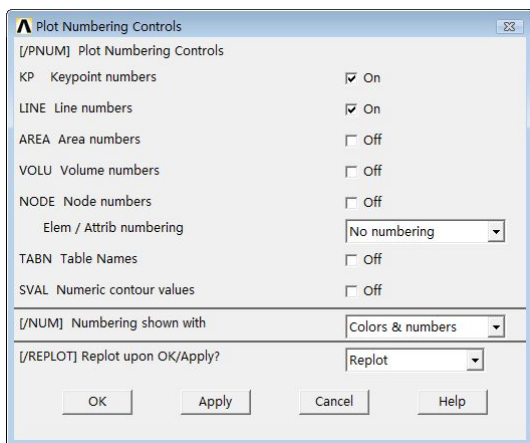 Plot Numbering Controls
[/PNUM] Plot Numbering Controls
KP Keypoint numbers On
LINE Line numbers On
AREA Area numbers Off
VOLU Volume numbers Off
NODE Node numbers Off
Elem / Attrib numbering No numbering
TABN Table Names Off
SVAL Numeric contour values Off
[/NUM] Numbering shown with Colors & numbers
[/REPLOT] Replot upon OK/Apply? Replot
OK Apply Cancel Help